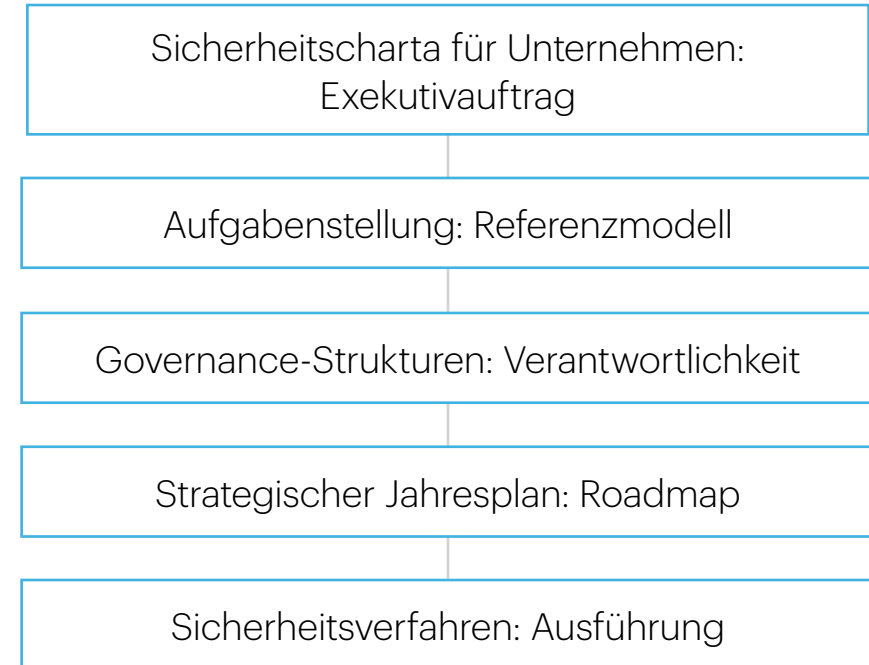 Sicherheitscharta für Unternehmen:
Exekutivauftrag
Aufgabenstellung: Referenzmodell
Governance-Strukturen: Verantwortlichkeit
Strategischer Jahresplan: Roadmap
Sicherheitsverfahren: Ausführung